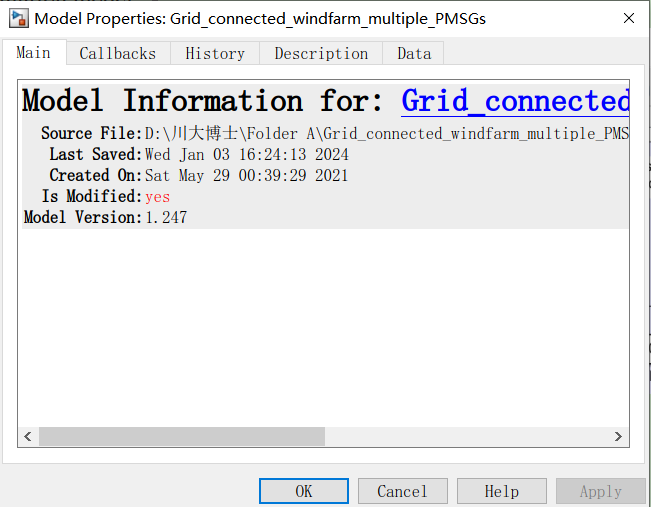 Model Properties: Grid_connected_windfarm_multiple_PMSGs
Main Callbacks History Description Data
Model Information for: Grid_connected
Source File: D:\川大博士\Folder A\Grid_connected_windfarm_multiple_PMS
Last Saved: Wed Jan 03 16:24:13 2024
Created On: Sat May 29 00:39:29 2021
Is Modified: yes
Model Version: 1.247
OK Cancel Help Apply